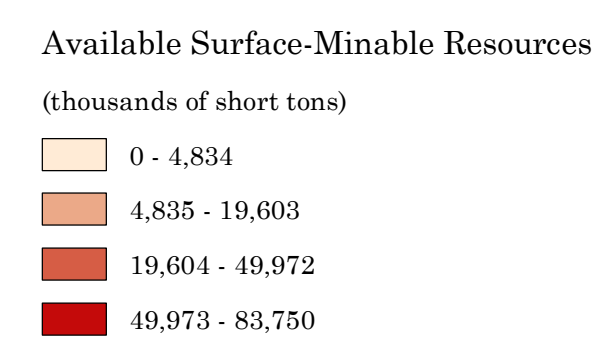 Available Surface-Minable Resources
(thousands of short tons)
0 - 4,834
4,835 - 19,603
19,604 - 49,972
49,973 - 83,750